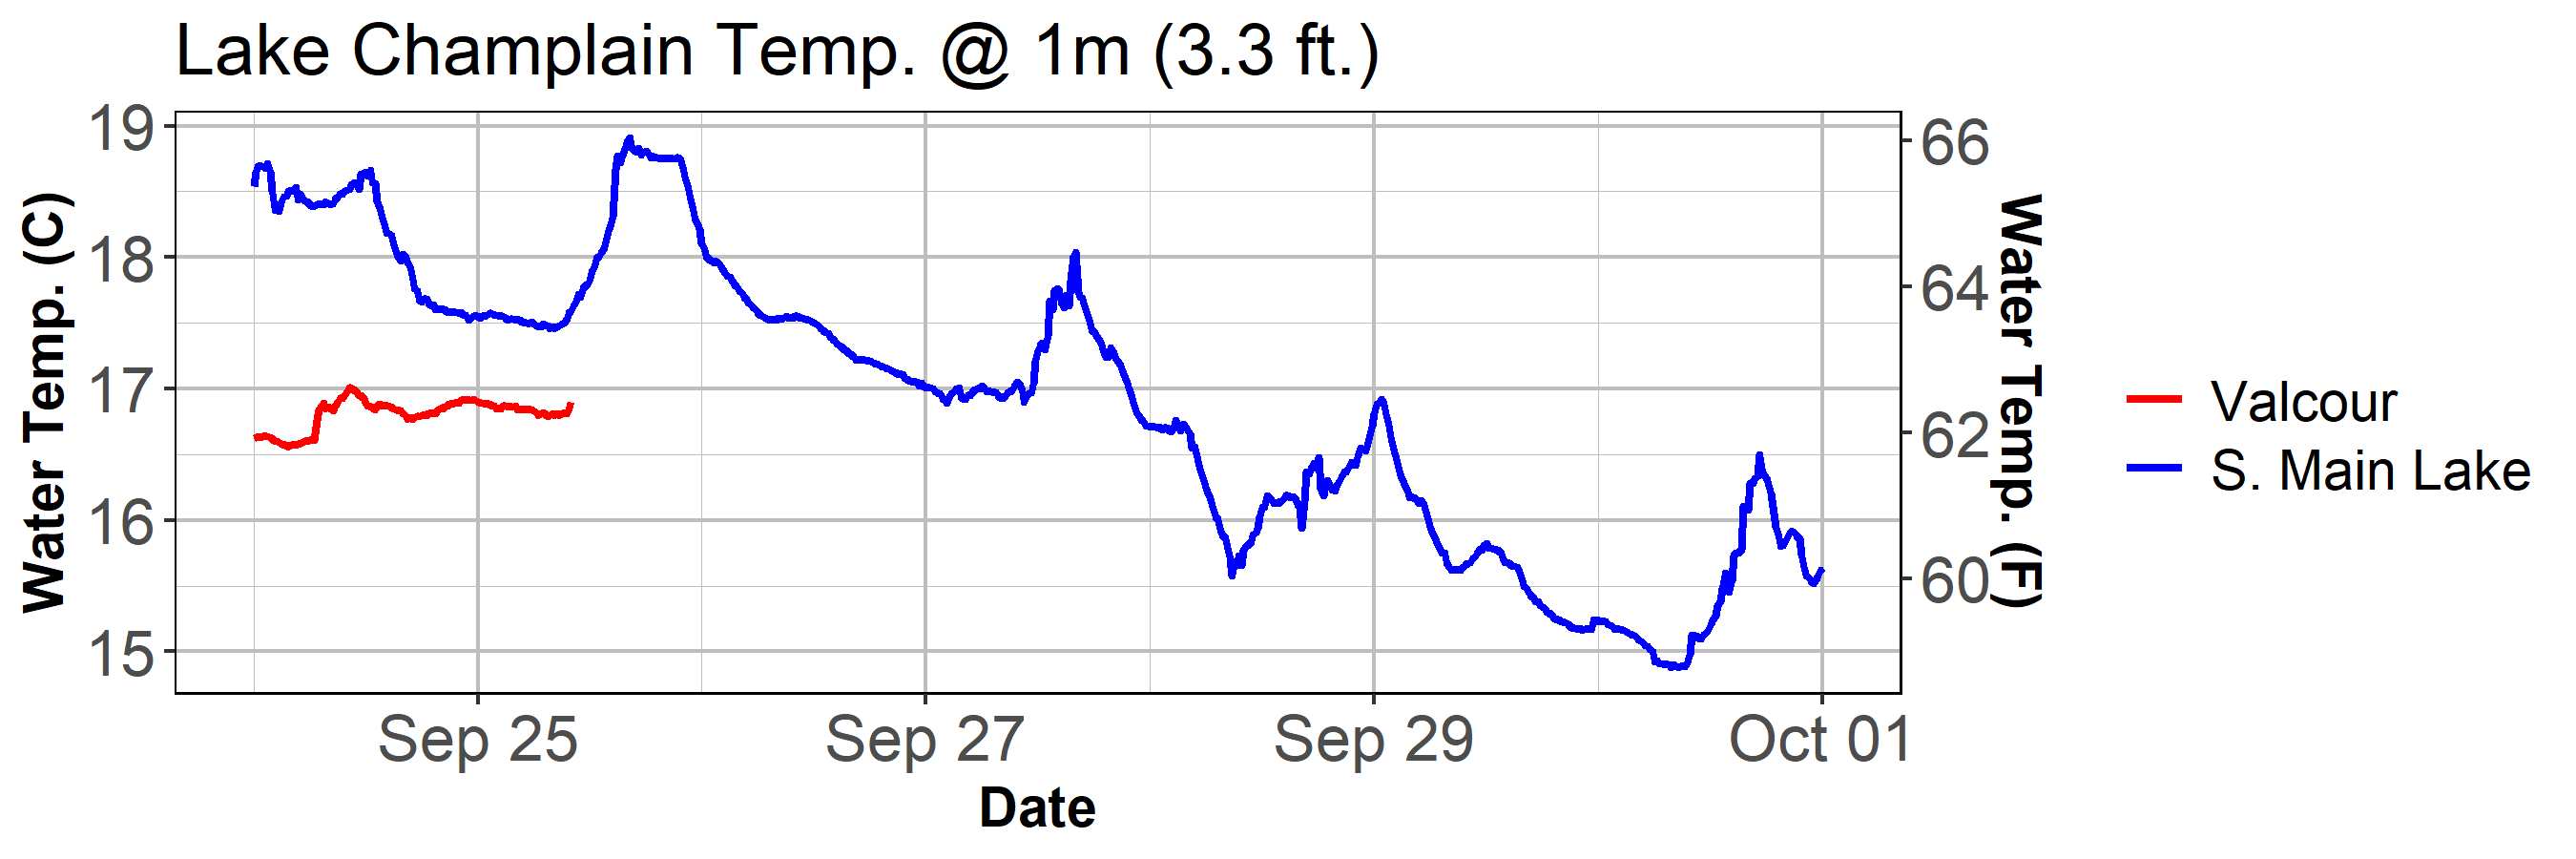 Lake Champlain Temp. @ 1m (3.3 ft.)
Water Temp. (C)
19
18
17
16
15
66
64
62
60
Water Temp. (F)
Sep 25
Sep 27
Sep 29
Oct 01
Date
Valcour
S. Main Lake